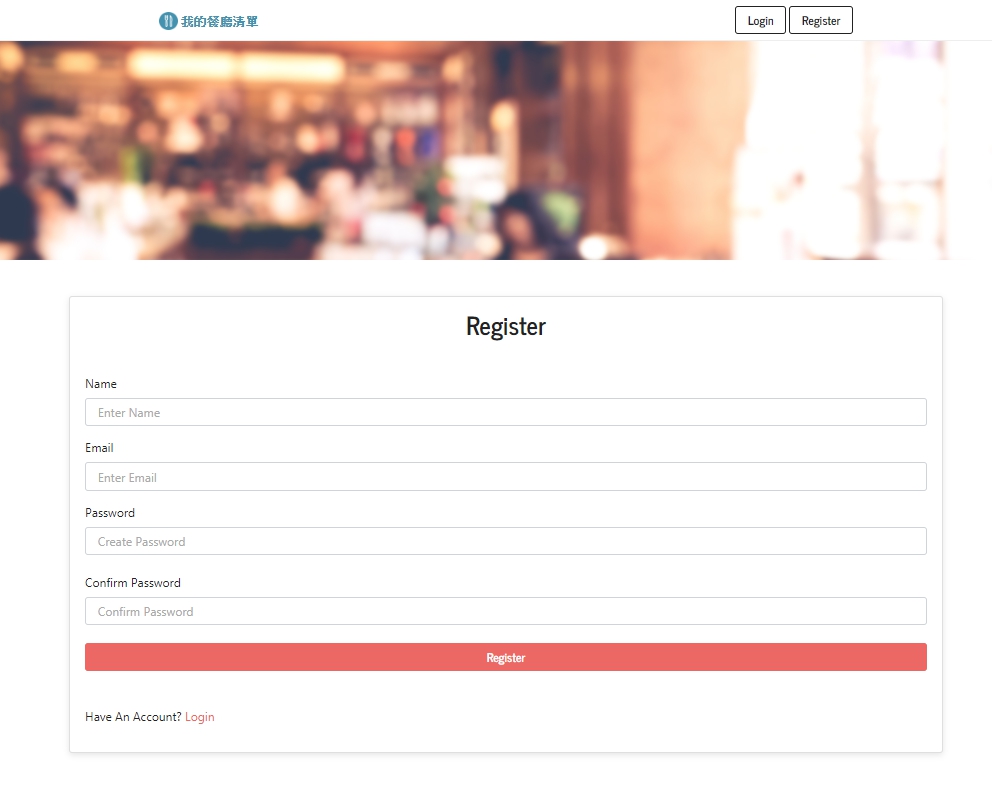 我的餐廳清單
Login
Register
Register
Name
Enter Name
Email
Enter Email
Password
Create Password
Confirm Password
Confirm Password
Register
Have An Account? Login